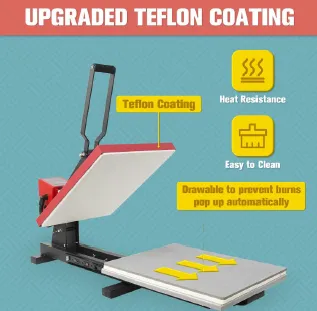 UPGRADED TEFLON COATING
Teflon Coating
Heat Resistance
Easy to Clean
Drawable to prevent burns
pop up automatically